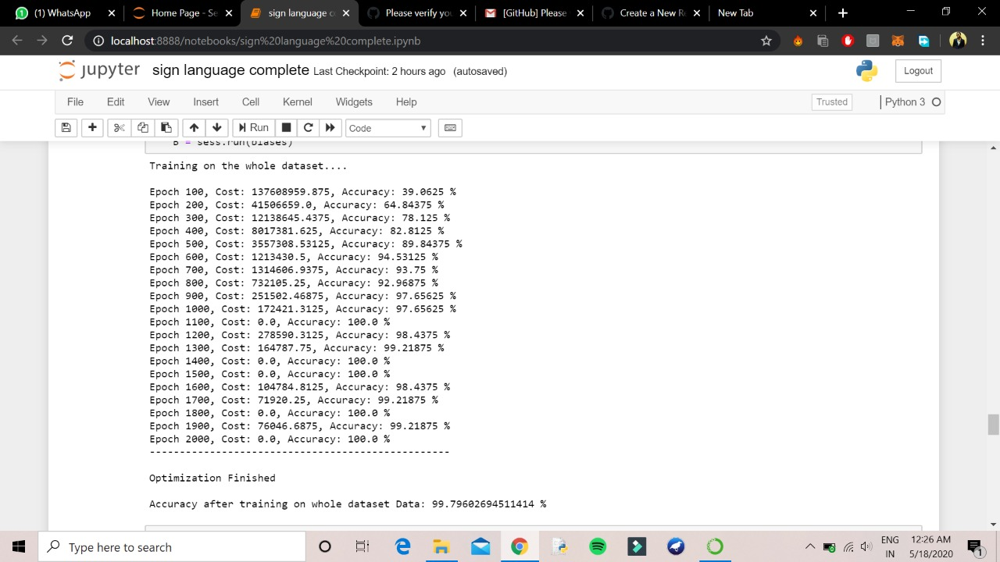 (1) WhatsApp
Home Page - Se
sign language co
Please verify you
[GitHub] Please
Create a New Re
New Tab
localhost:8888/notebooks/sign%20language%20complete.ipynb
jupyter sign language complete Last Checkpoint: 2 hours ago (autosaved)
Logout
File Edit View Insert Cell Kernel Widgets Help
Trusted
Python 3
Run
Code
B = sess.run(biases)
Training on the whole dataset....
Epoch 100, Cost: 137608959.875, Accuracy: 39.0625 %
Epoch 200, Cost: 41506659.0, Accuracy: 64.84375 %
Epoch 300, Cost: 12138645.4375, Accuracy: 78.125 %
Epoch 400, Cost: 8017381.625, Accuracy: 82.8125 %
Epoch 500, Cost: 3557308.53125, Accuracy: 89.84375 %
Epoch 600, Cost: 1213430.5, Accuracy: 94.53125 %
Epoch 700, Cost: 1314606.9375, Accuracy: 93.75 %
Epoch 800, Cost: 732105.25, Accuracy: 92.96875 %
Epoch 900, Cost: 251502.46875, Accuracy: 97.65625 %
Epoch 1000, Cost: 172421.3125, Accuracy: 97.65625 %
Epoch 1100, Cost: 0.0, Accuracy: 100.0 %
Epoch 1200, Cost: 278590.3125, Accuracy: 98.4375 %
Epoch 1300, Cost: 164787.75, Accuracy: 99.21875 %
Epoch 1400, Cost: 0.0, Accuracy: 100.0 %
Epoch 1500, Cost: 0.0, Accuracy: 100.0 %
Epoch 1600, Cost: 104784.8125, Accuracy: 98.4375 %
Epoch 1700, Cost: 71920.25, Accuracy: 99.21875 %
Epoch 1800, Cost: 0.0, Accuracy: 100.0 %
Epoch 1900, Cost: 76046.6875, Accuracy: 99.21875 %
Epoch 2000, Cost: 0.0, Accuracy: 100.0 %
--------------------------------------------------
Optimization Finished
Accuracy after training on whole dataset Data: 99.79602694511414 %
Type here to search
ENG
IN
12:26 AM
5/18/2020
1